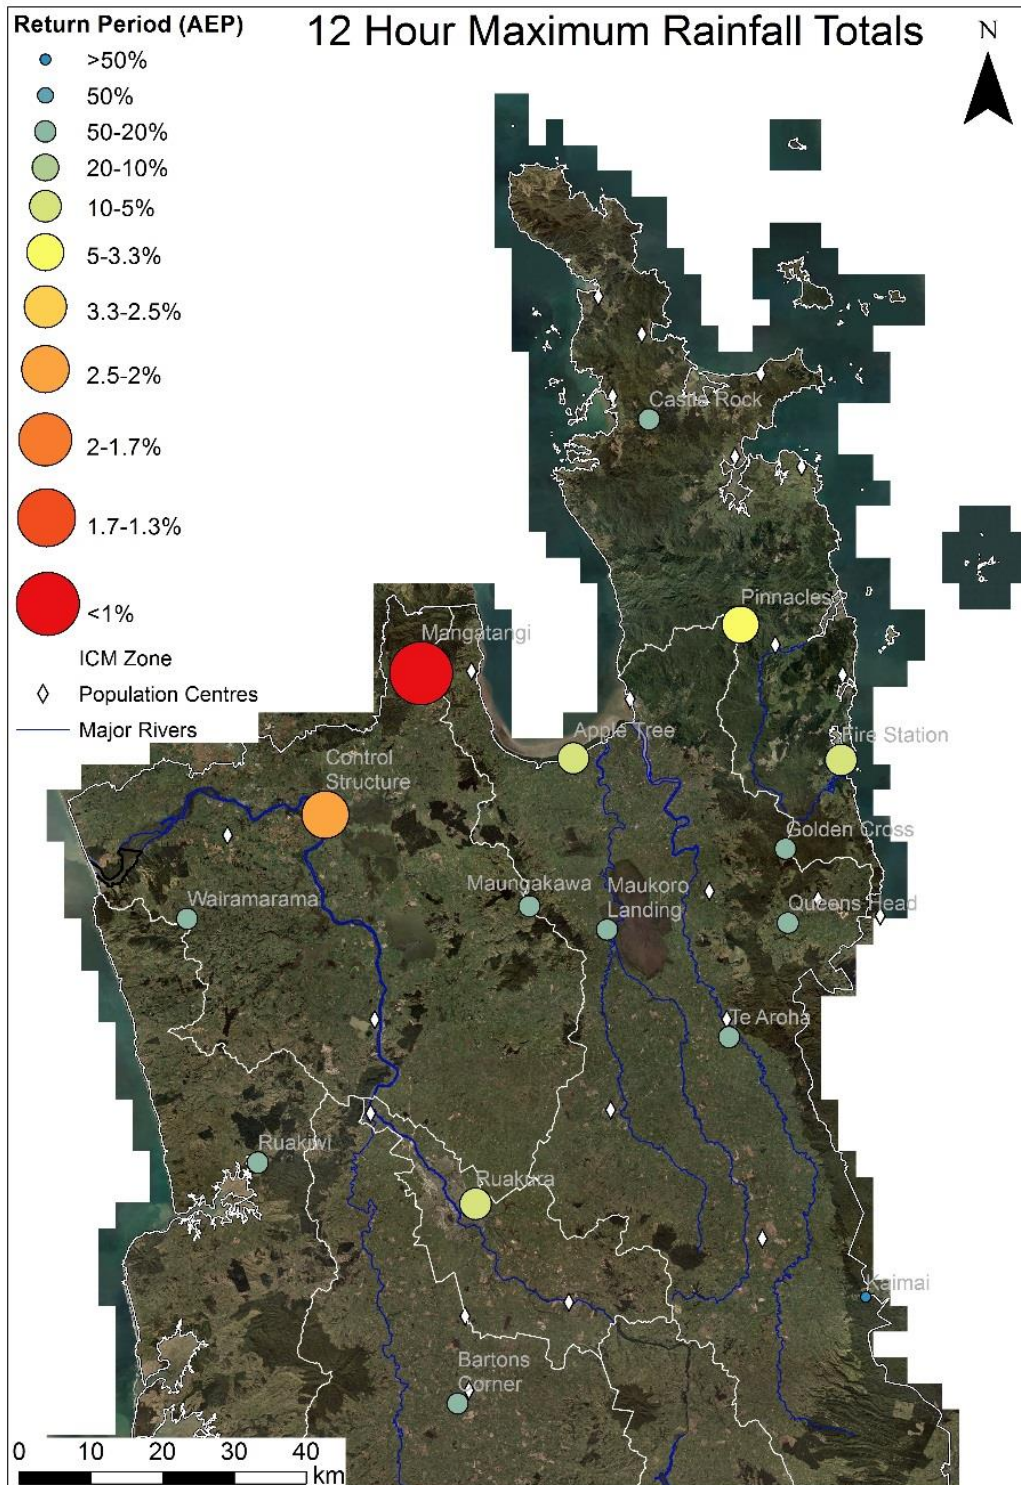 Return Period (AEP)
12 Hour Maximum Rainfall Totals
N
>50%
50%
50-20%
20-10%
10-5%
5-3.3%
3.3-2.5%
2.5-2%
2-1.7%
1.7-1.3%
<1%
ICM Zone
Population Centres
Major Rivers
Castle Rock
Pinnacles
Mangatangi
Apple Tree
Fire Station
Control
Structure
Golden Cross
Wairamarama
Maungakawa
Maukoro
Landing
Queens Head
Te Aroha
Ruakiwi
Ruakura
Kaimai
Bartons
Corner
0 10 20 30 40
km